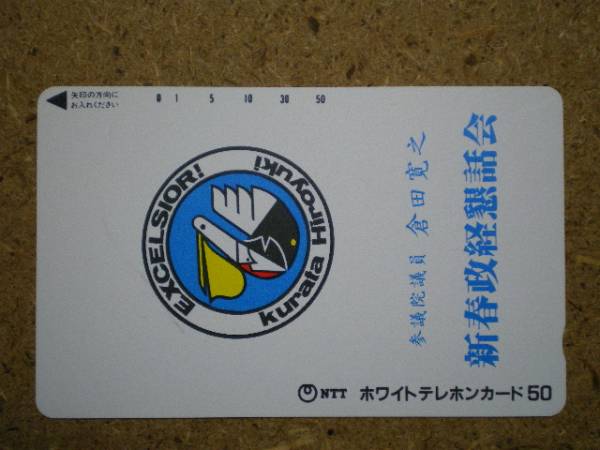 矢印の方向に
お入れください
0 1 5 10 30 50
新春政経懇話会
参議院議員 倉田寛之
EXCELSIOR!
Kurata Hiroyuki
NTT ホワイトテレホンカード50